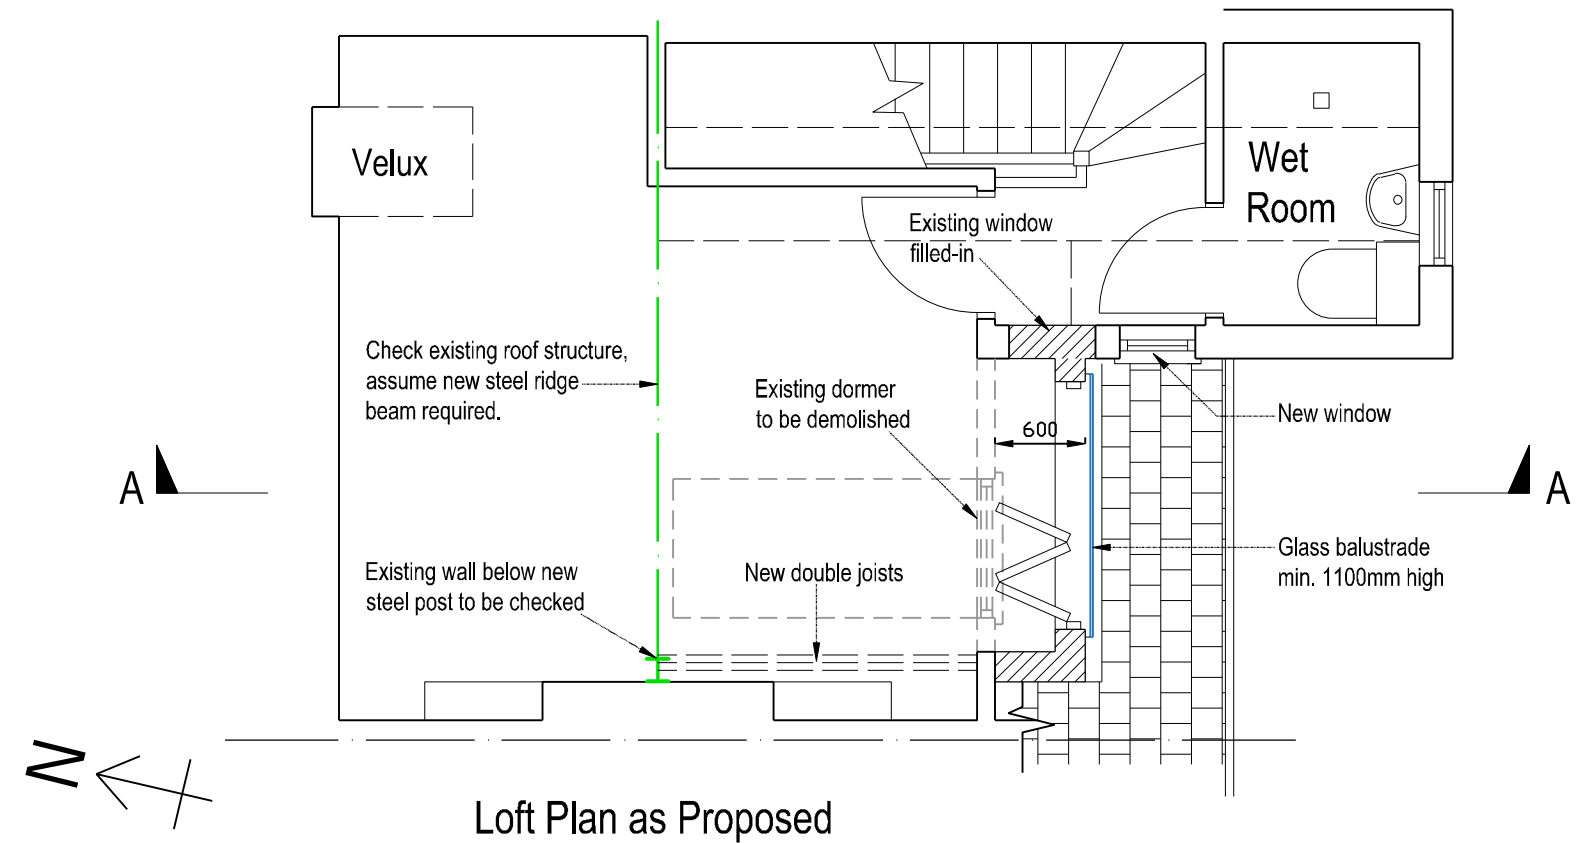 Velux
Wet
Room
Existing window
filled-in
Check existing roof structure,
assume new steel ridge
beam required.
Existing dormer
to be demolished
600
New window
A
A
Glass balustrade
min. 1100mm high
Existing wall below new
steel post to be checked
New double joists
N
Loft Plan as Proposed